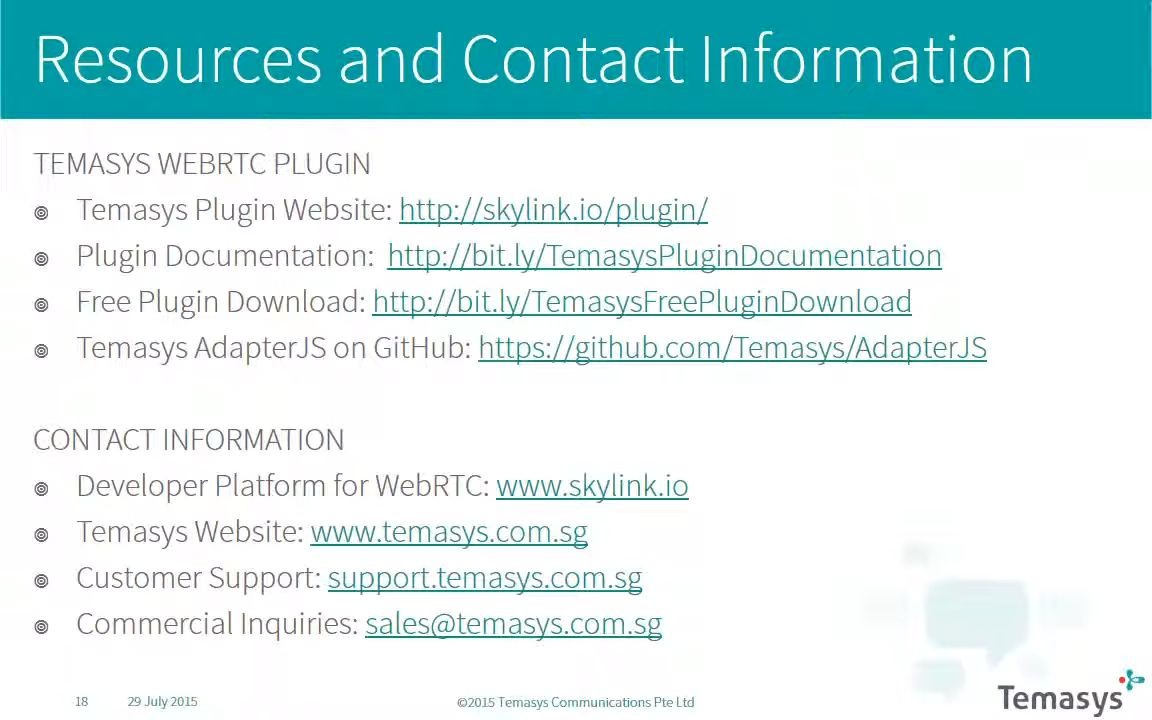 Resources and Contact Information
TEMASYS WEBRTC PLUGIN
Temasys Plugin Website: http://skylink.io/plugin/
Plugin Documentation: http://bit.ly/TemasysPluginDocumentation
Free Plugin Download: http://bit.ly/TemasysFreePluginDownload
Temasys AdapterJS on GitHub: https://github.com/Temasys/AdapterJS
CONTACT INFORMATION
Developer Platform for WebRTC: www.skylink.io
Temasys Website: www.temasys.com.sg
Customer Support: support.temasys.com.sg
Commercial Inquiries: sales@temasys.com.sg
18 29 July 2015 ©2015 Temasys Communications Pte Ltd
Temasys